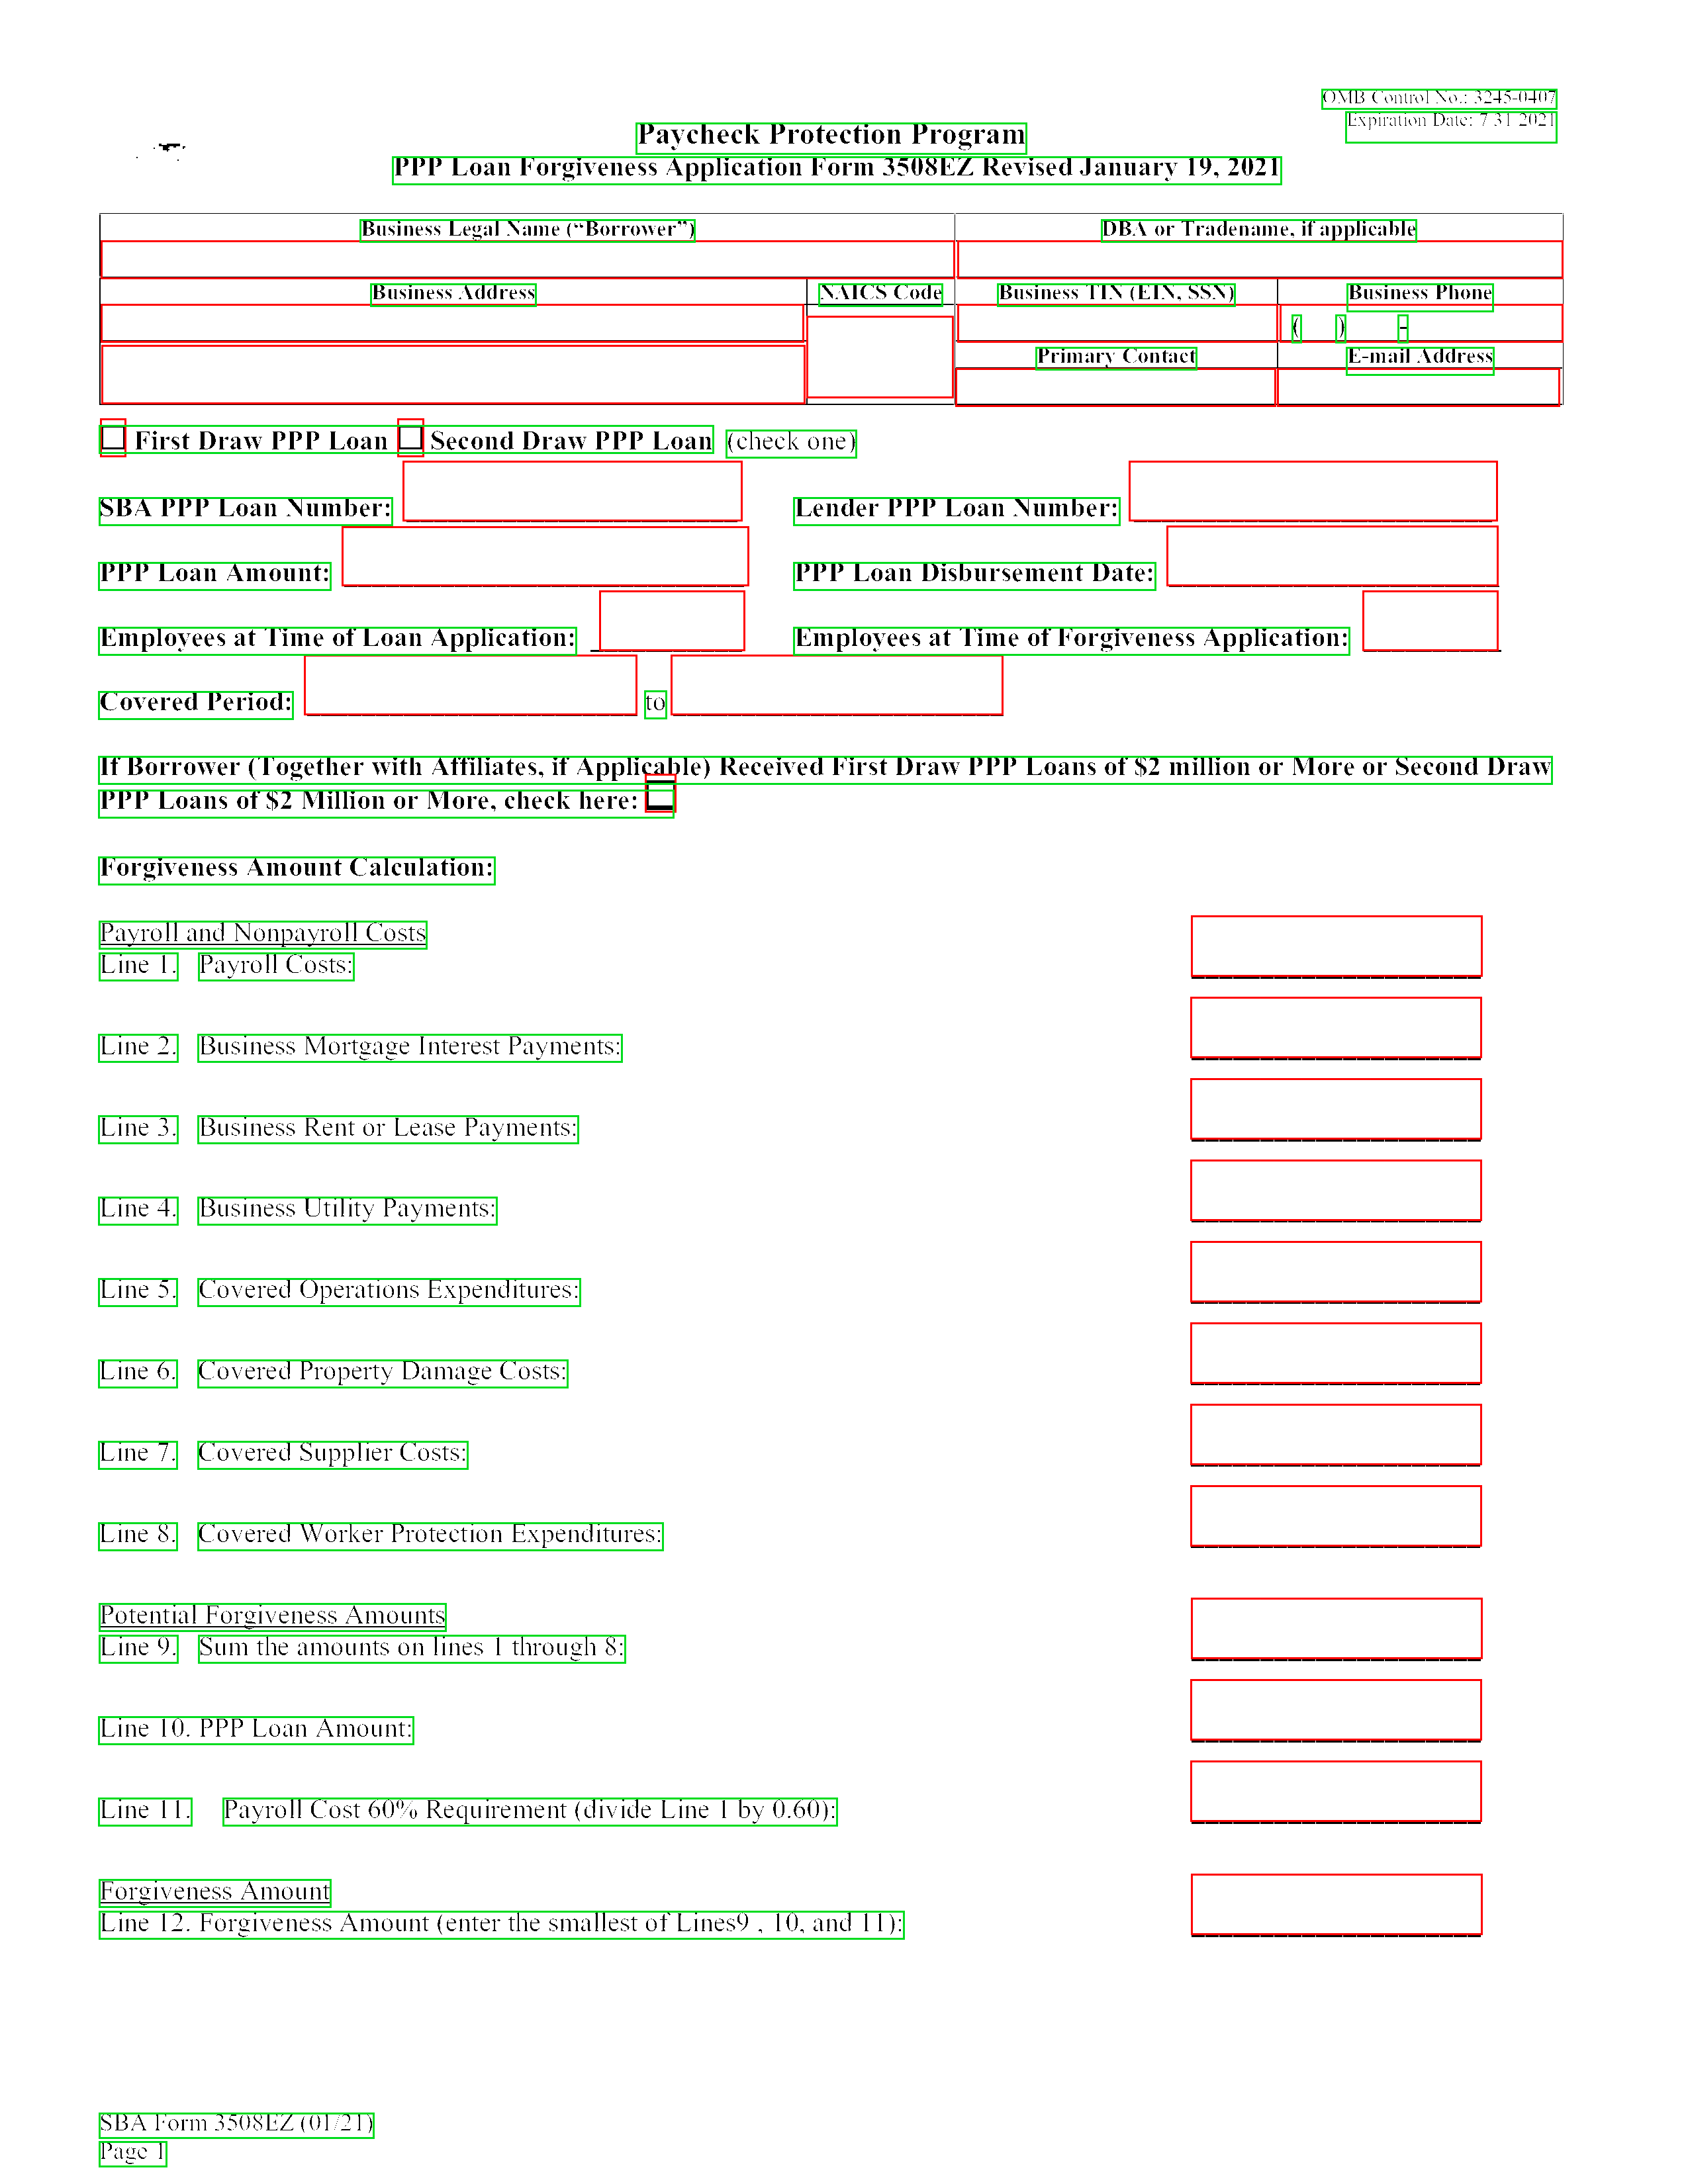 OMB Control No.: 3245-0407
Expiration Date: 7/31/2021
Paycheck Protection Program
PPP Loan Forgiveness Application Form 3508EZ Revised January 19, 2021
Business Legal Name (“Borrower”) DBA or Tradename, if applicable
Business Address NAICS Code Business TIN (EIN, SSN) Business Phone
( ) -
Primary Contact E-mail Address
First Draw PPP Loan Second Draw PPP Loan (check one)
SBA PPP Loan Number: Lender PPP Loan Number:
PPP Loan Amount: PPP Loan Disbursement Date:
Employees at Time of Loan Application: Employees at Time of Forgiveness Application:
Covered Period: to
If Borrower (Together with Affiliates, if Applicable) Received First Draw PPP Loans of $2 million or More or Second Draw
PPP Loans of $2 Million or More, check here:
Forgiveness Amount Calculation:
Payroll and Nonpayroll Costs
Line 1. Payroll Costs:
Line 2. Business Mortgage Interest Payments:
Line 3. Business Rent or Lease Payments:
Line 4. Business Utility Payments:
Line 5. Covered Operations Expenditures:
Line 6. Covered Property Damage Costs:
Line 7. Covered Supplier Costs:
Line 8. Covered Worker Protection Expenditures:
Potential Forgiveness Amounts
Line 9. Sum the amounts on lines 1 through 8:
Line 10. PPP Loan Amount:
Line 11. Payroll Cost 60% Requirement (divide Line 1 by 0.60):
Forgiveness Amount
Line 12. Forgiveness Amount (enter the smallest of Lines9 , 10, and 11):
SBA Form 3508EZ (01/21)
Page 1